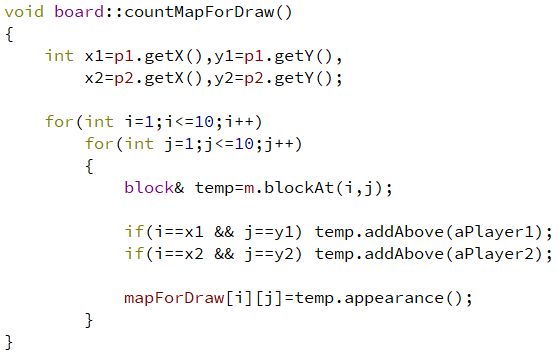 void board::countMapForDraw()
{
    int x1=p1.getX(),y1=p1.getY(),
        x2=p2.getX(),y2=p2.getY();

    for(int i=1;i<=10;i++)
        for(int j=1;j<=10;j++)
        {
            block& temp=m.blockAt(i,j);

            if(i==x1 && j==y1) temp.addAbove(aPlayer1);
            if(i==x2 && j==y2) temp.addAbove(aPlayer2);

            mapForDraw[i][j]=temp.appearance();
        }
}